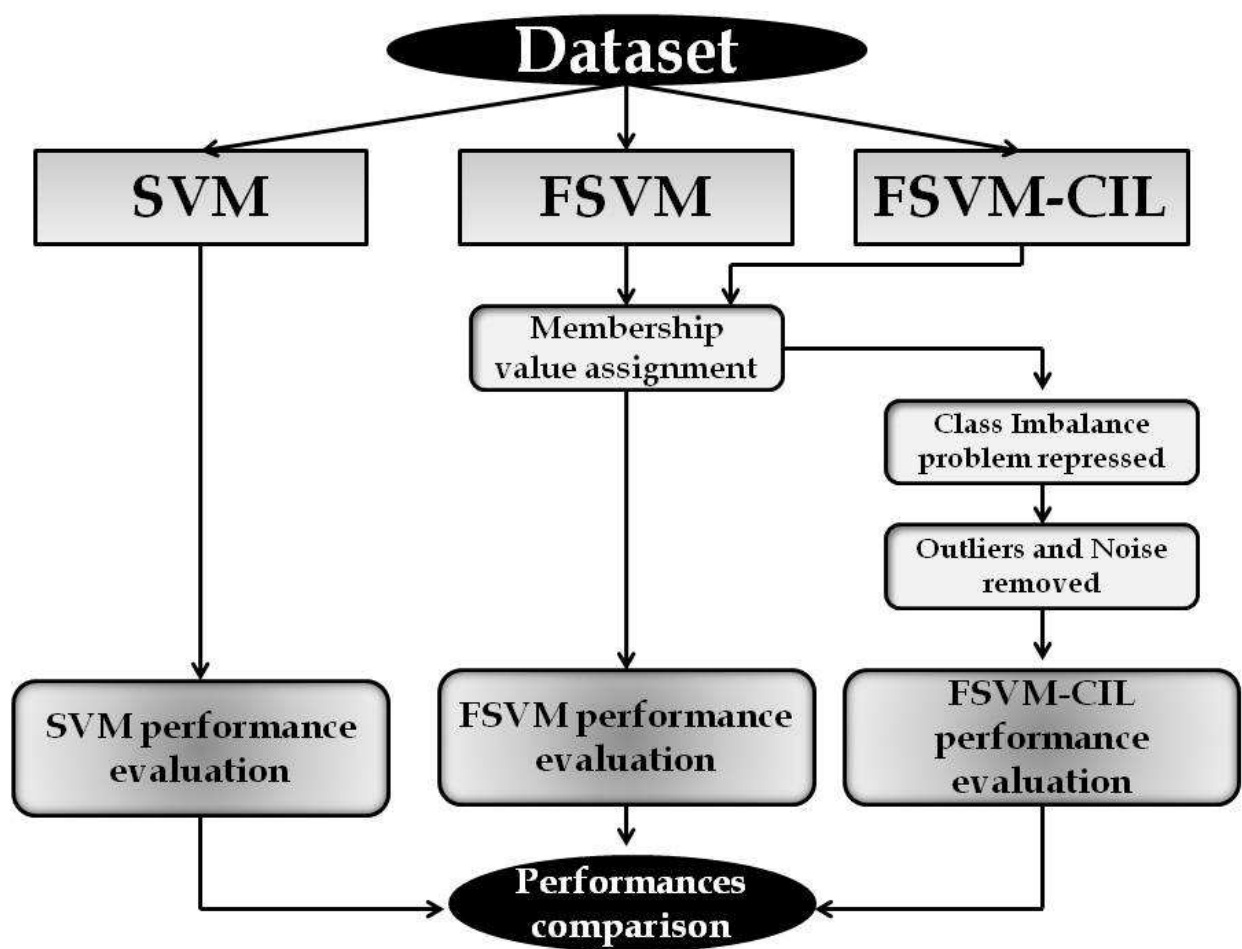 Dataset
SVM
FSVM
FSVM-CIL
Membership
value assignment
Class Imbalance
problem repressed
Outliers and Noise
removed
SVM performance
evaluation
FSVM performance
evaluation
FSVM-CIL
performance
evaluation
Performances
comparison